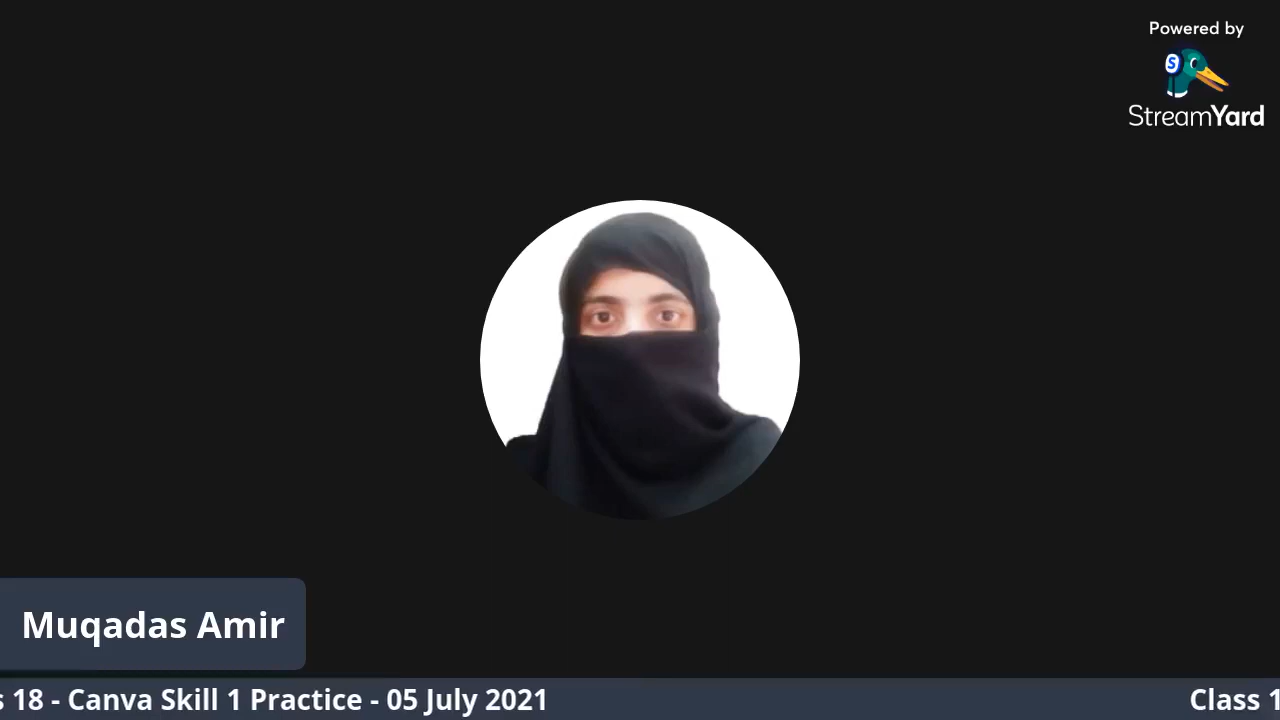 Powered by
S
StreamYard
Muqadas Amir
s 18 - Canva Skill 1 Practice - 05 July 2021
Class 1